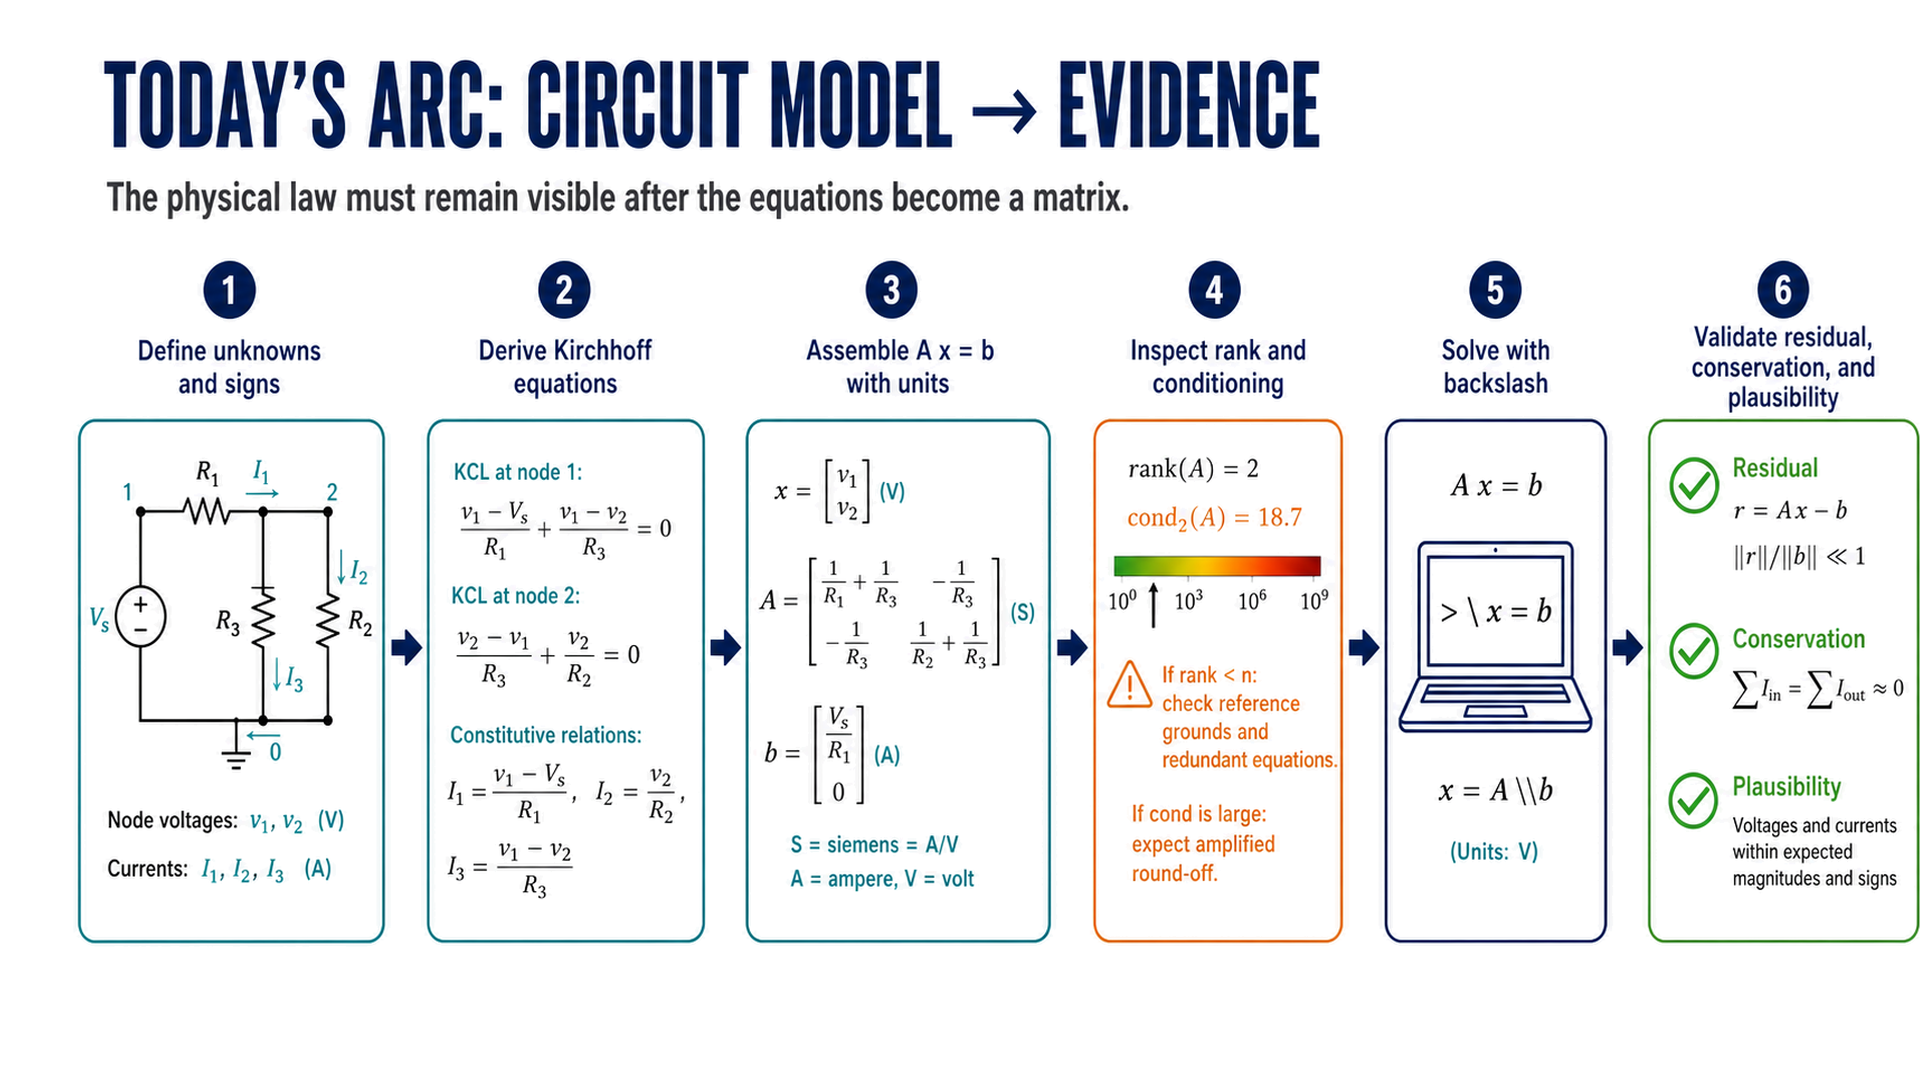 TODAY’S ARC: CIRCUIT MODEL → EVIDENCE
The physical law must remain visible after the equations become a matrix.
1
Define unknowns
and signs
R₁ I₁
1 2
I₂
Vₛ + − R₃ R₂
I₃
0
Node voltages: v₁, v₂ (V)
Currents: I₁, I₂, I₃ (A)
2
Derive Kirchhoff
equations
KCL at node 1:
(v₁ − Vₛ)/R₁ + (v₁ − v₂)/R₃ = 0
KCL at node 2:
(v₂ − v₁)/R₃ + v₂/R₂ = 0
Constitutive relations:
I₁ = (v₁ − Vₛ)/R₁, I₂ = v₂/R₂,
I₃ = (v₁ − v₂)/R₃
3
Assemble A x = b
with units
x = [v₁ v₂] (V)
A = [1/R₁ + 1/R₃ −1/R₃
−1/R₃ 1/R₂ + 1/R₃] (S)
b = [Vₛ/R₁ 0] (A)
S = siemens = A/V
A = ampere, V = volt
4
Inspect rank and
conditioning
rank(A) = 2
cond₂(A) = 18.7
10⁰ 10³ 10⁶ 10⁹
!
If rank < n:
check reference
grounds and
redundant equations.
If cond is large:
expect amplified
round-off.
5
Solve with
backslash
A x = b
> \ x = b
x = A \\ b
(Units: V)
6
Validate residual,
conservation, and
plausibility
Residual
r = Ax − b
||r||/||b|| ≪ 1
Conservation
∑Iin = ∑Iout ≈ 0
Plausibility
Voltages and currents
within expected
magnitudes and signs